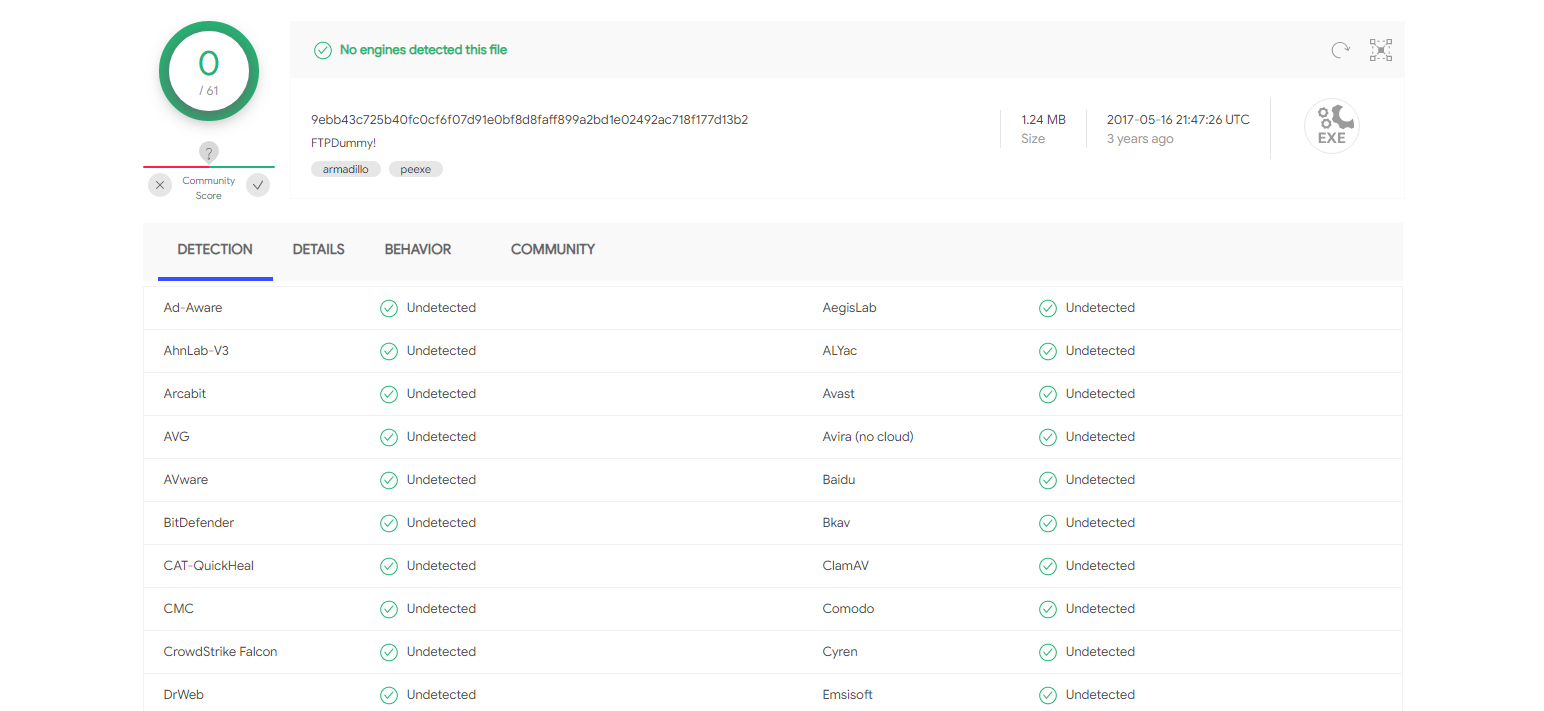 0
/ 61
?
Community
Score
No engines detected this file
9ebb43c725b40fc0cf6f07d91e0bf8d8faff899a2bd1e02492ac718f177d13b2
FTPDummy!
armadillo peexe
1.24 MB
Size
2017-05-16 21:47:26 UTC
3 years ago
EXE
DETECTION DETAILS BEHAVIOR COMMUNITY
Ad-Aware Undetected AegisLab Undetected
AhnLab-V3 Undetected ALYac Undetected
Arcabit Undetected Avast Undetected
AVG Undetected Avira (no cloud) Undetected
AVware Undetected Baidu Undetected
BitDefender Undetected Bkav Undetected
CAT-QuickHeal Undetected ClamAV Undetected
CMC Undetected Comodo Undetected
CrowdStrike Falcon Undetected Cyren Undetected
DrWeb Undetected Emsisoft Undetected